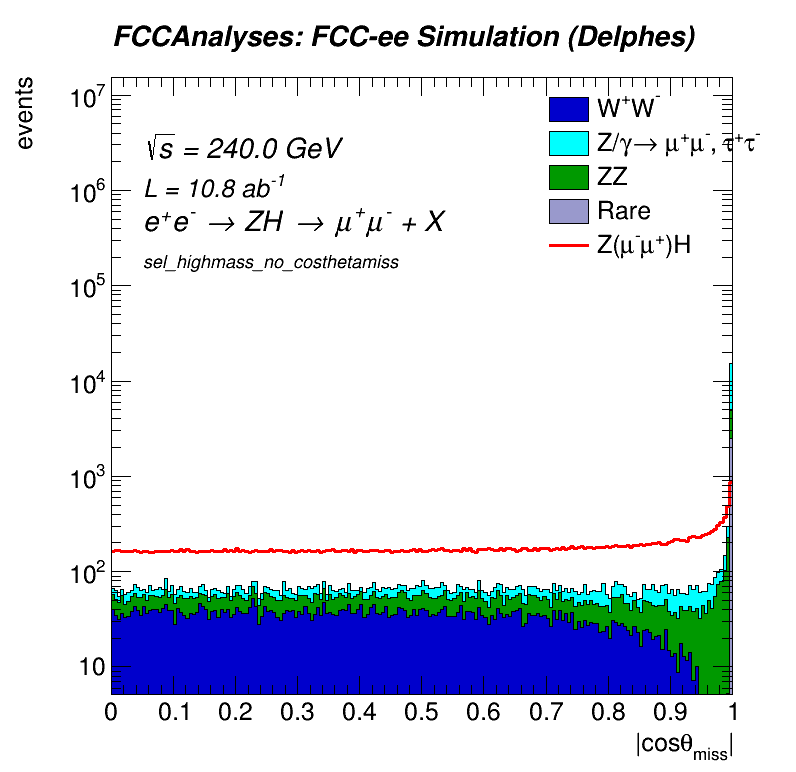 FCCAnalyses: FCC-ee Simulation (Delphes)
events
10⁷
10⁶
10⁵
10⁴
10³
10²
10
√s = 240.0 GeV
L = 10.8 ab⁻¹
e⁺e⁻ → ZH → μ⁺μ⁻ + X
sel_highmass_no_costhetamiss
W⁺W⁻
Z/γ→ μ⁺μ⁻, τ⁺τ⁻
ZZ
Rare
Z(μ⁻μ⁺)H
0 0.1 0.2 0.3 0.4 0.5 0.6 0.7 0.8 0.9 1
|cosθ_miss|